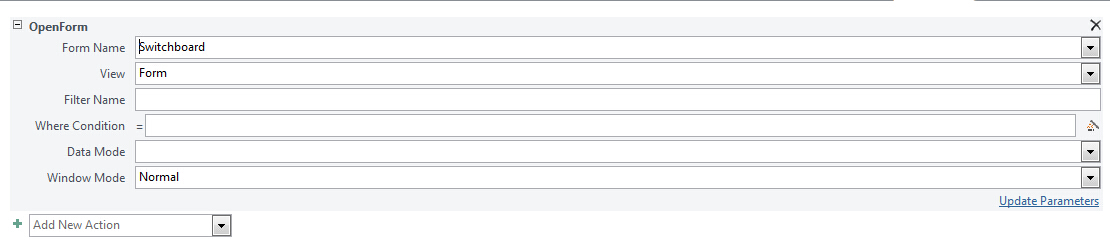 OpenForm
Form Name Switchboard
View Form
Filter Name
Where Condition =
Data Mode
Window Mode Normal
Update Parameters
Add New Action